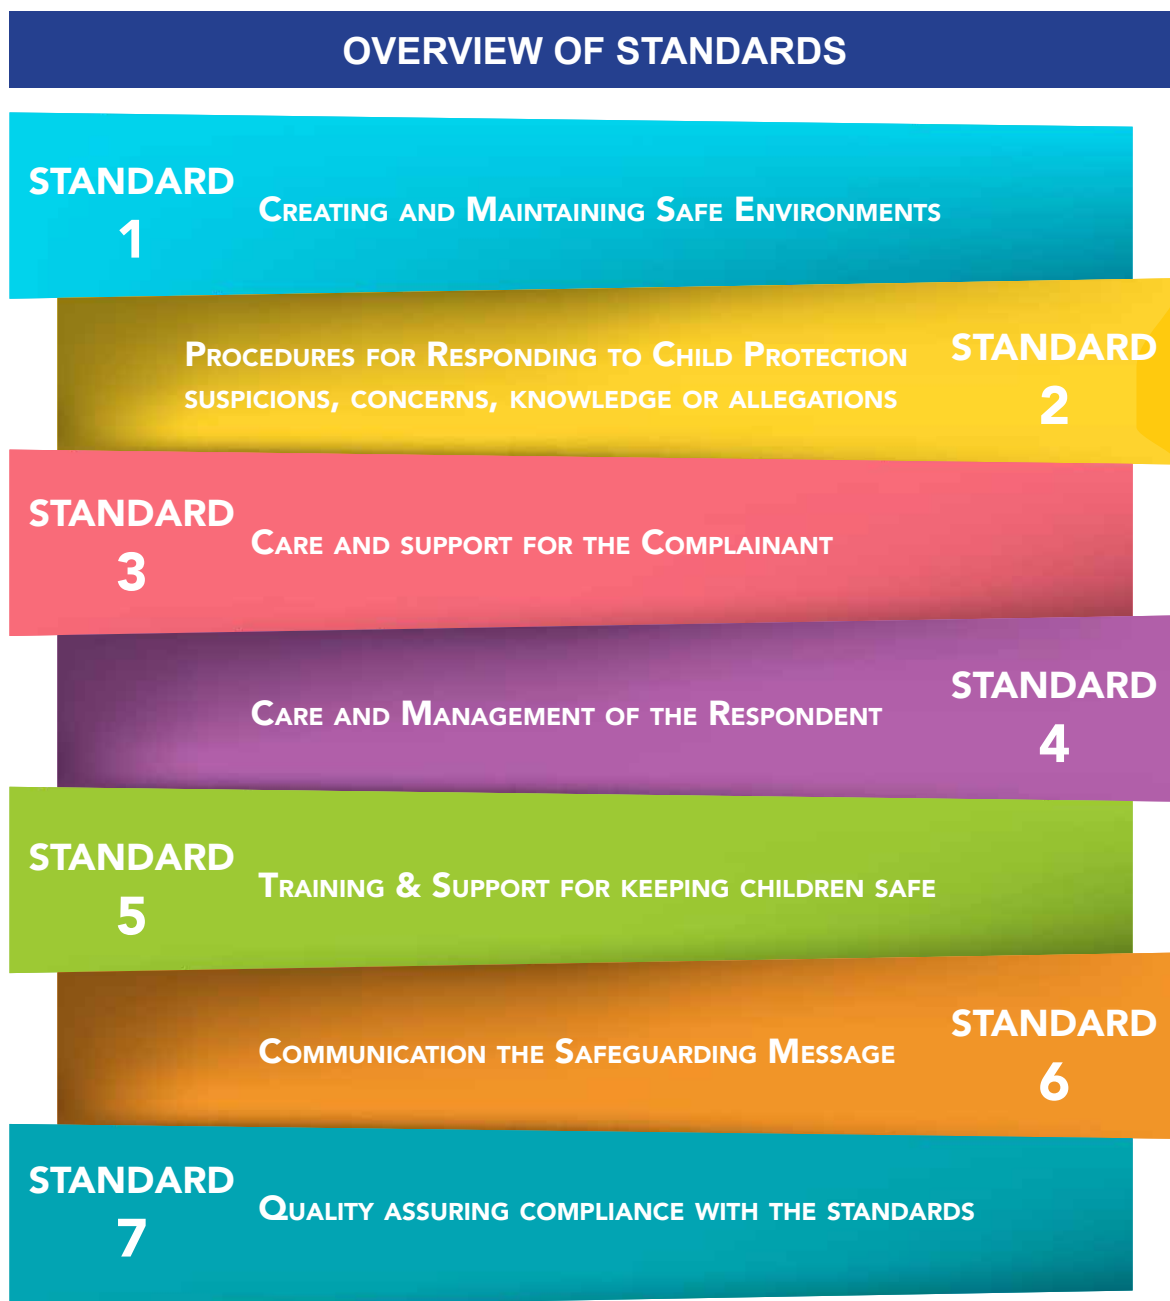 OVERVIEW OF STANDARDS
STANDARD
1
Creating and Maintaining Safe Environments
Procedures for Responding to Child Protection
suspicions, concerns, knowledge or allegations
STANDARD
2
STANDARD
3
Care and support for the Complainant
Care and Management of the Respondent
STANDARD
4
STANDARD
5
Training & Support for keeping children safe
Communication the Safeguarding Message
STANDARD
6
STANDARD
7
Quality assuring compliance with the standards